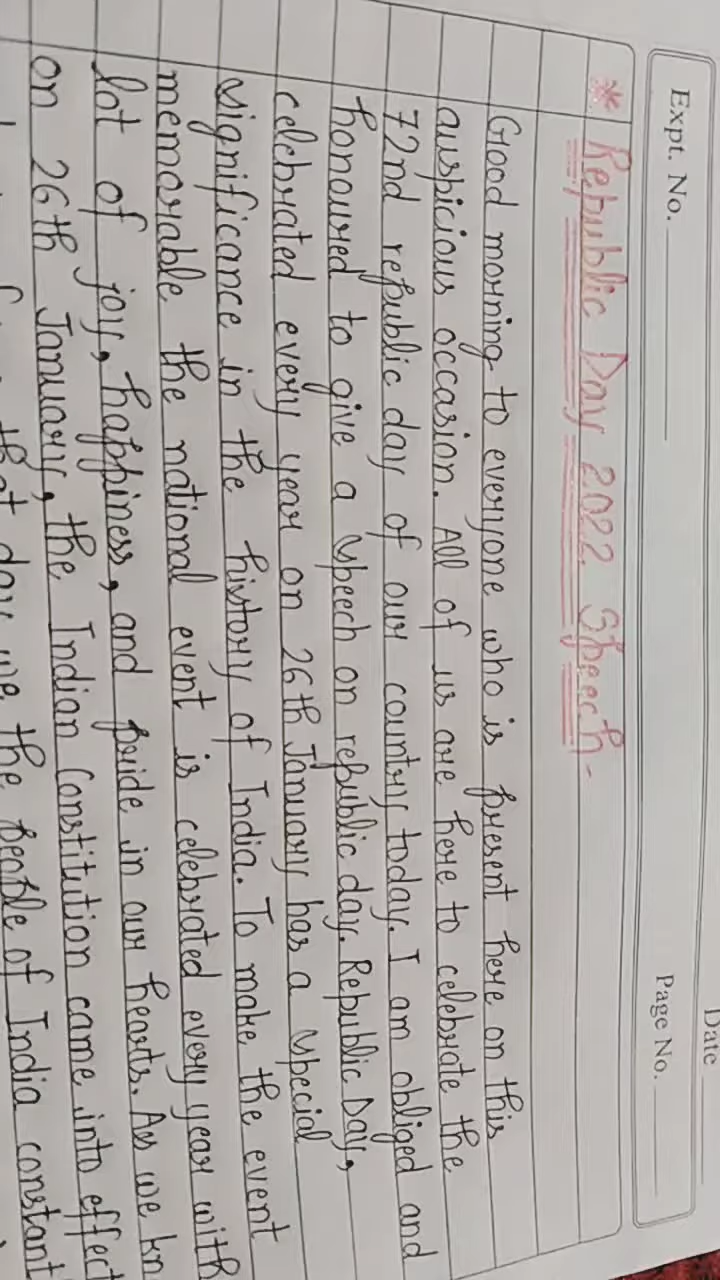 Date
Expt. No.
Page No.
* Republic Day 2022 Speech-
Good morning to everyone who is present here on this
auspicious occasion. All of us are here to celebrate the
72nd republic day of our country today. I am obliged and
honoured to give a speech on republic day. Republic Day,
celebrated every year on 26th January has a special
significance in the history of India. To make the event
memorable the national event is celebrated every year with
lot of joy, happiness, and pride in our hearts. As we kn
on 26th January, the Indian Constitution came into effect
that day we the people of India constant